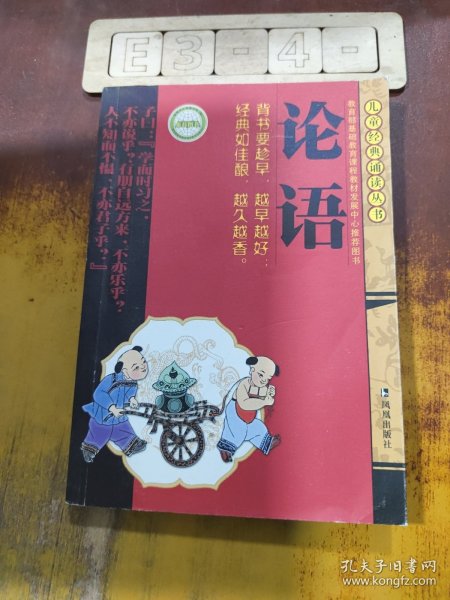 E3-4-
儿童经典诵读丛书
教育部基础教育课程教材发展中心推荐图书
论语
背书要趁早，越早越好；
经典如佳酿，越久越香。
子曰：『学而时习之，
不亦说乎？有朋自远方来，不亦乐乎？
人不知而不愠，不亦君子乎？』
凤凰出版社
孔夫子旧书网
www.kongfz.com